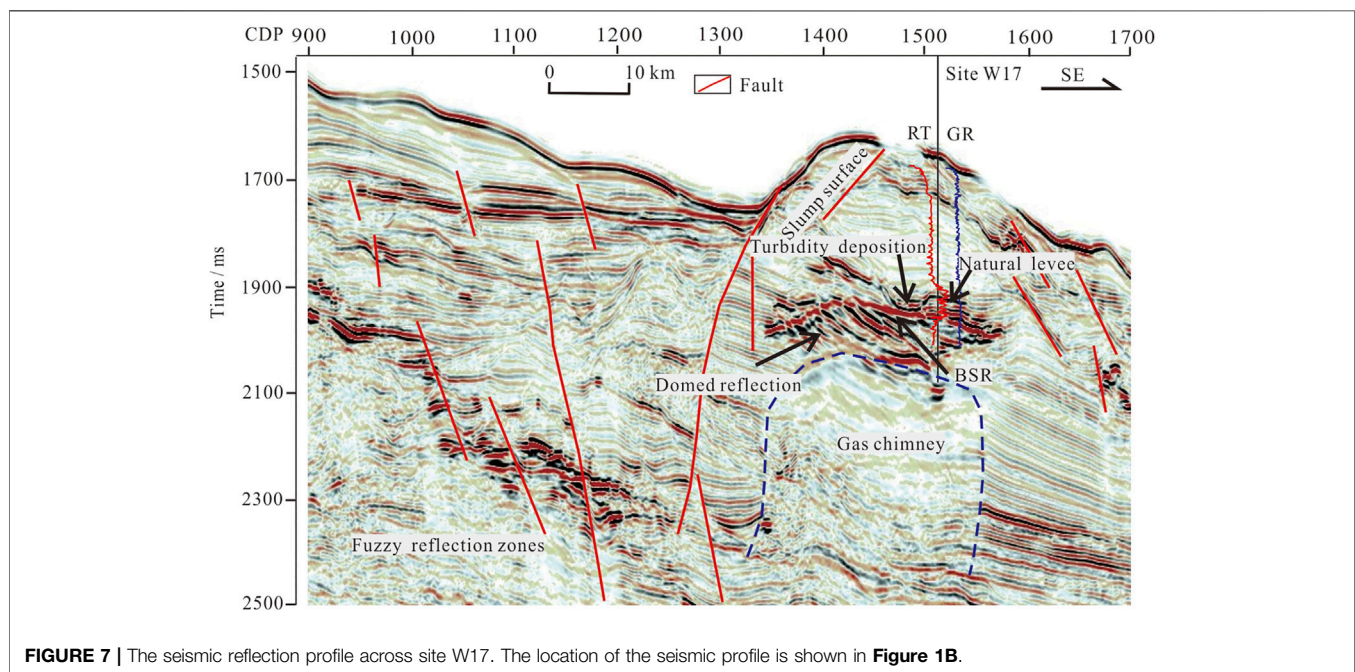 CDP 900 1000 1100 1200 1300 1400 1500 1600 1700
1500
0 10 km
Fault
Site W17 SE
RT GR
1700
Slump surface
Turbidity deposition
Natural levee
1900
Time / ms
Domed reflection
BSR
2100
Gas chimney
2300
Fuzzy reflection zones
2500
FIGURE 7 | The seismic reflection profile across site W17. The location of the seismic profile is shown in Figure 1B.